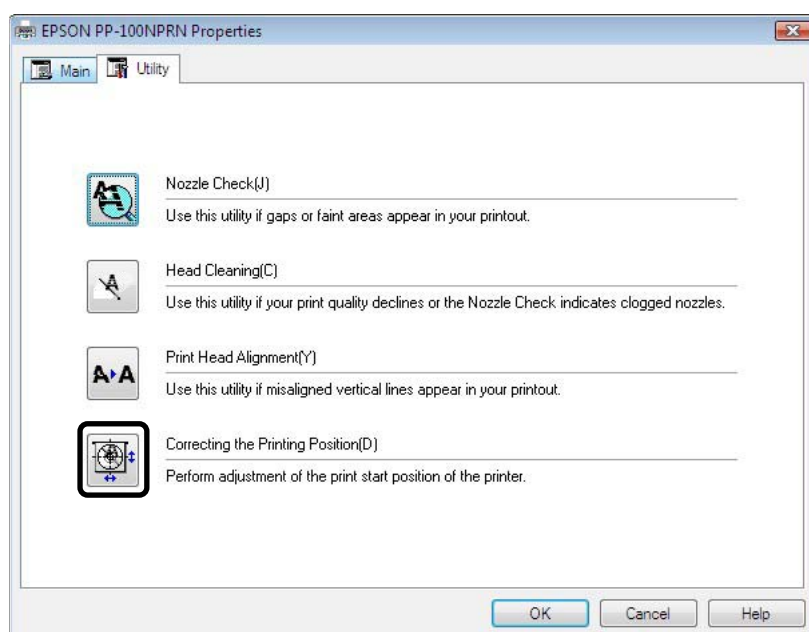 EPSON PP-100NPRN Properties
Main Utility
Nozzle Check(J)
Use this utility if gaps or faint areas appear in your printout.
Head Cleaning(C)
Use this utility if your print quality declines or the Nozzle Check indicates clogged nozzles.
Print Head Alignment(Y)
Use this utility if misaligned vertical lines appear in your printout.
Correcting the Printing Position(D)
Perform adjustment of the print start position of the printer.
OK Cancel Help